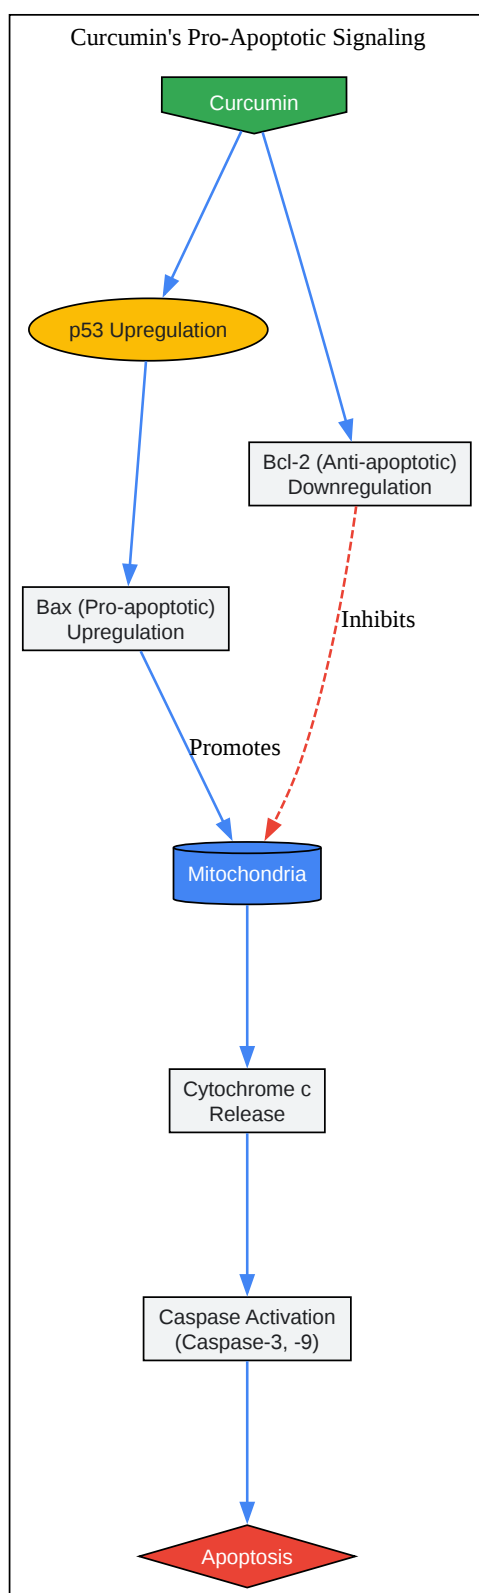 Curcumin's Pro-Apoptotic Signaling
Curcumin
p53 Upregulation
Bcl-2 (Anti-apoptotic)
Downregulation
Bax (Pro-apoptotic)
Upregulation
Inhibits
Promotes
Mitochondria
Cytochrome c
Release
Caspase Activation
(Caspase-3, -9)
Apoptosis